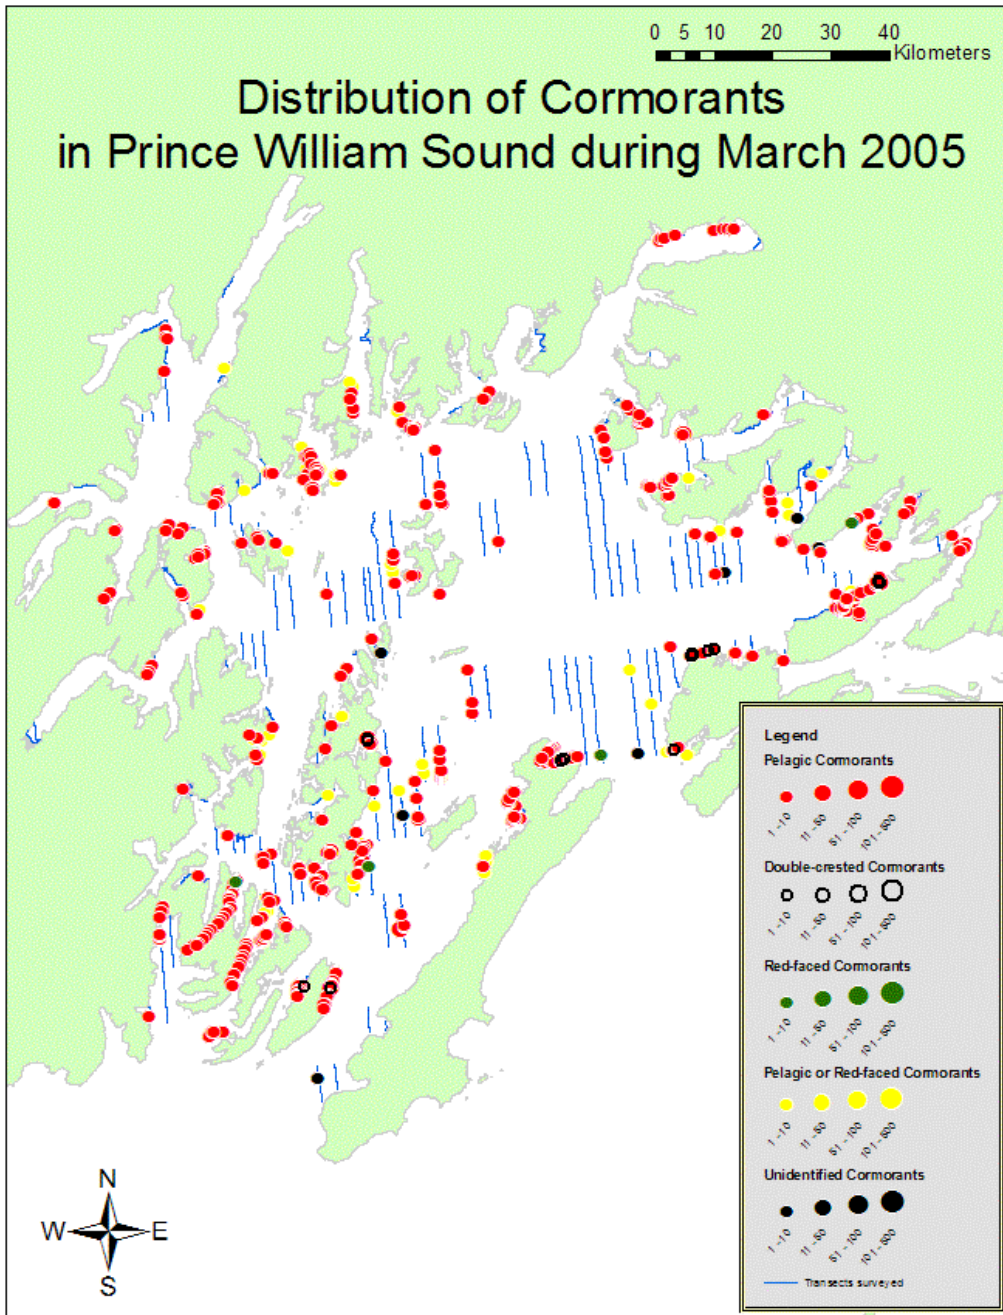 0 5 10 20 30 40
Kilometers
Distribution of Cormorants
in Prince William Sound during March 2005
N
W E
S
Legend
Pelagic Cormorants
1 - 10 11 - 50 51 - 100 101 - 500
Double-crested Cormorants
1 - 10 11 - 50 51 - 100 101 - 500
Red-faced Cormorants
1 - 10 11 - 50 51 - 100 101 - 500
Pelagic or Red-faced Cormorants
1 - 10 11 - 50 51 - 100 101 - 500
Unidentified Cormorants
1 - 10 11 - 50 51 - 100 101 - 500
Transects surveyed